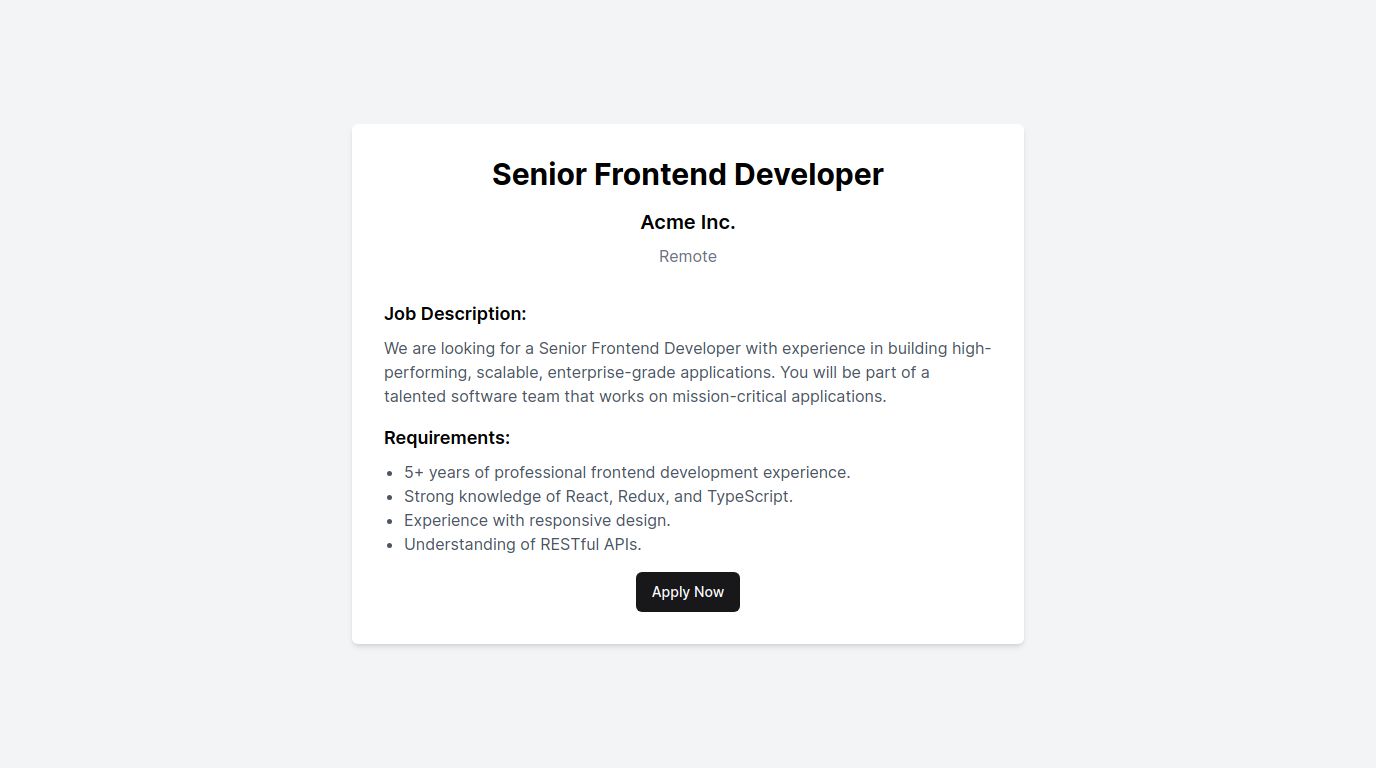 Senior Frontend Developer
Acme Inc.
Remote
Job Description:
We are looking for a Senior Frontend Developer with experience in building high-
performing, scalable, enterprise-grade applications. You will be part of a
talented software team that works on mission-critical applications.
Requirements:
• 5+ years of professional frontend development experience.
• Strong knowledge of React, Redux, and TypeScript.
• Experience with responsive design.
• Understanding of RESTful APIs.
Apply Now